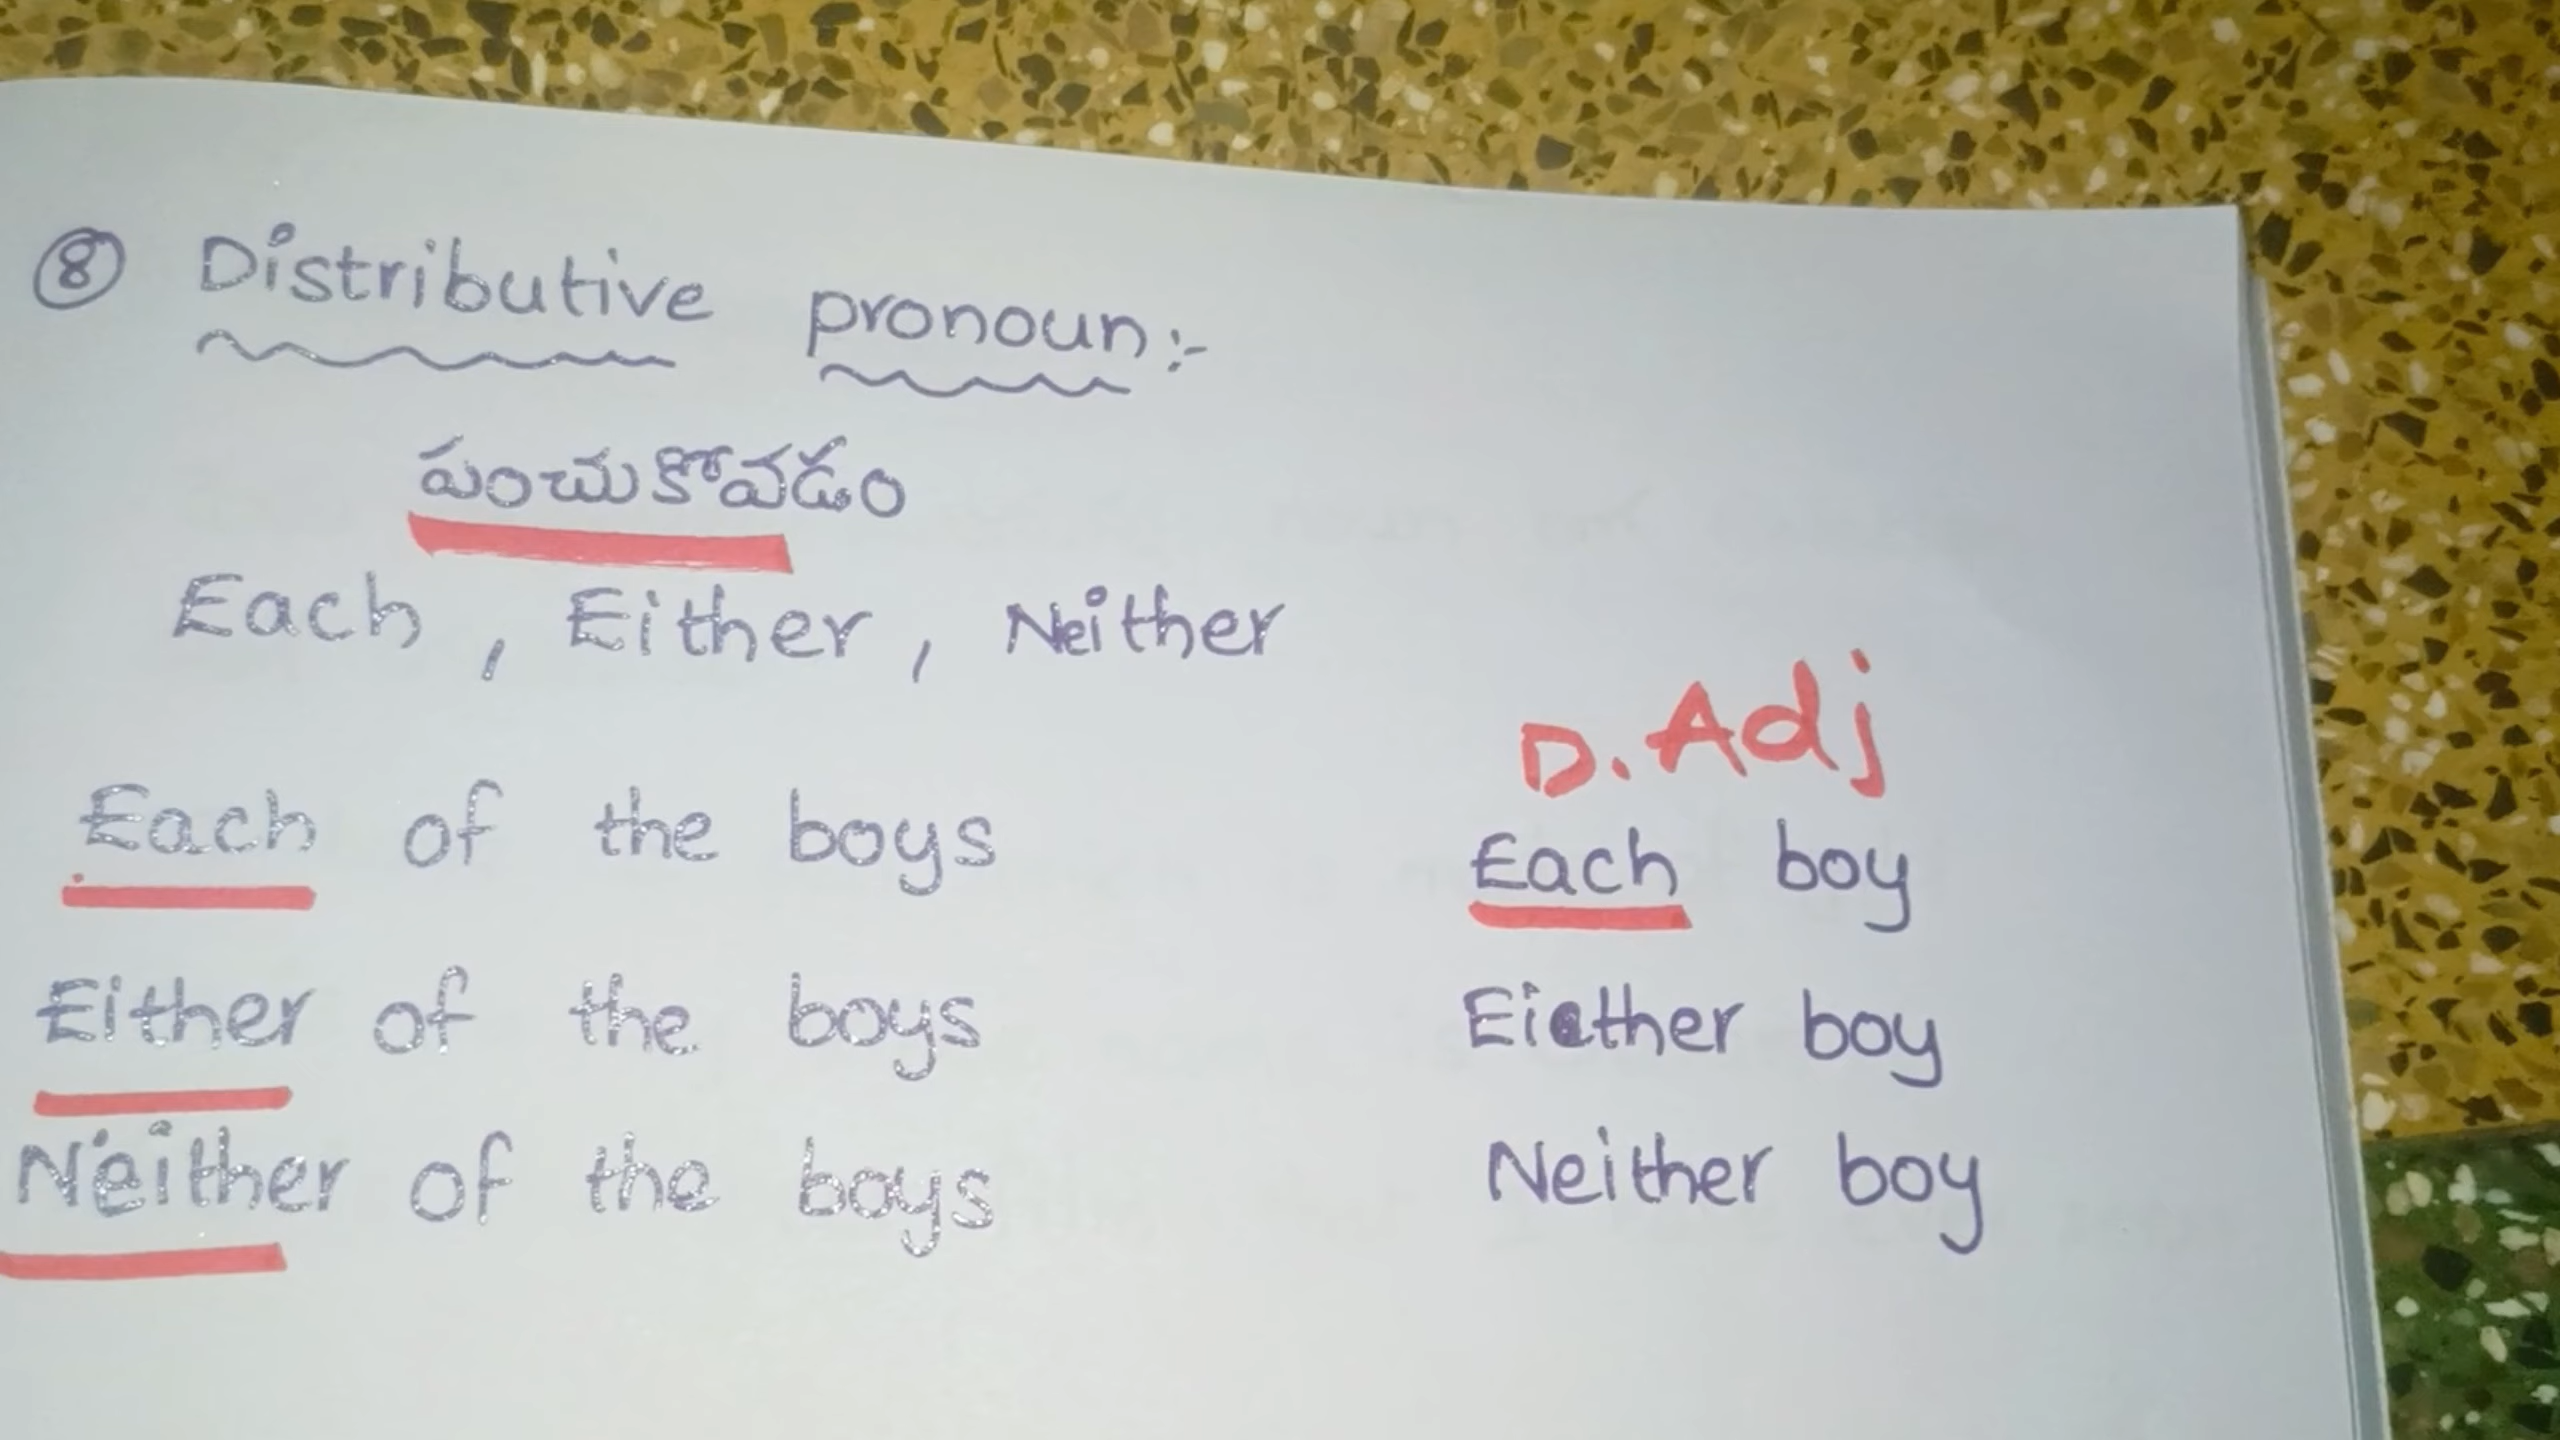 ⑧ Distributive pronoun:-
పంచుకోవడం
Each , Either , Neither
D. Adj
Each of the boys
Each boy
Either of the boys
Eiather boy
Neither of the boys
Neither boy